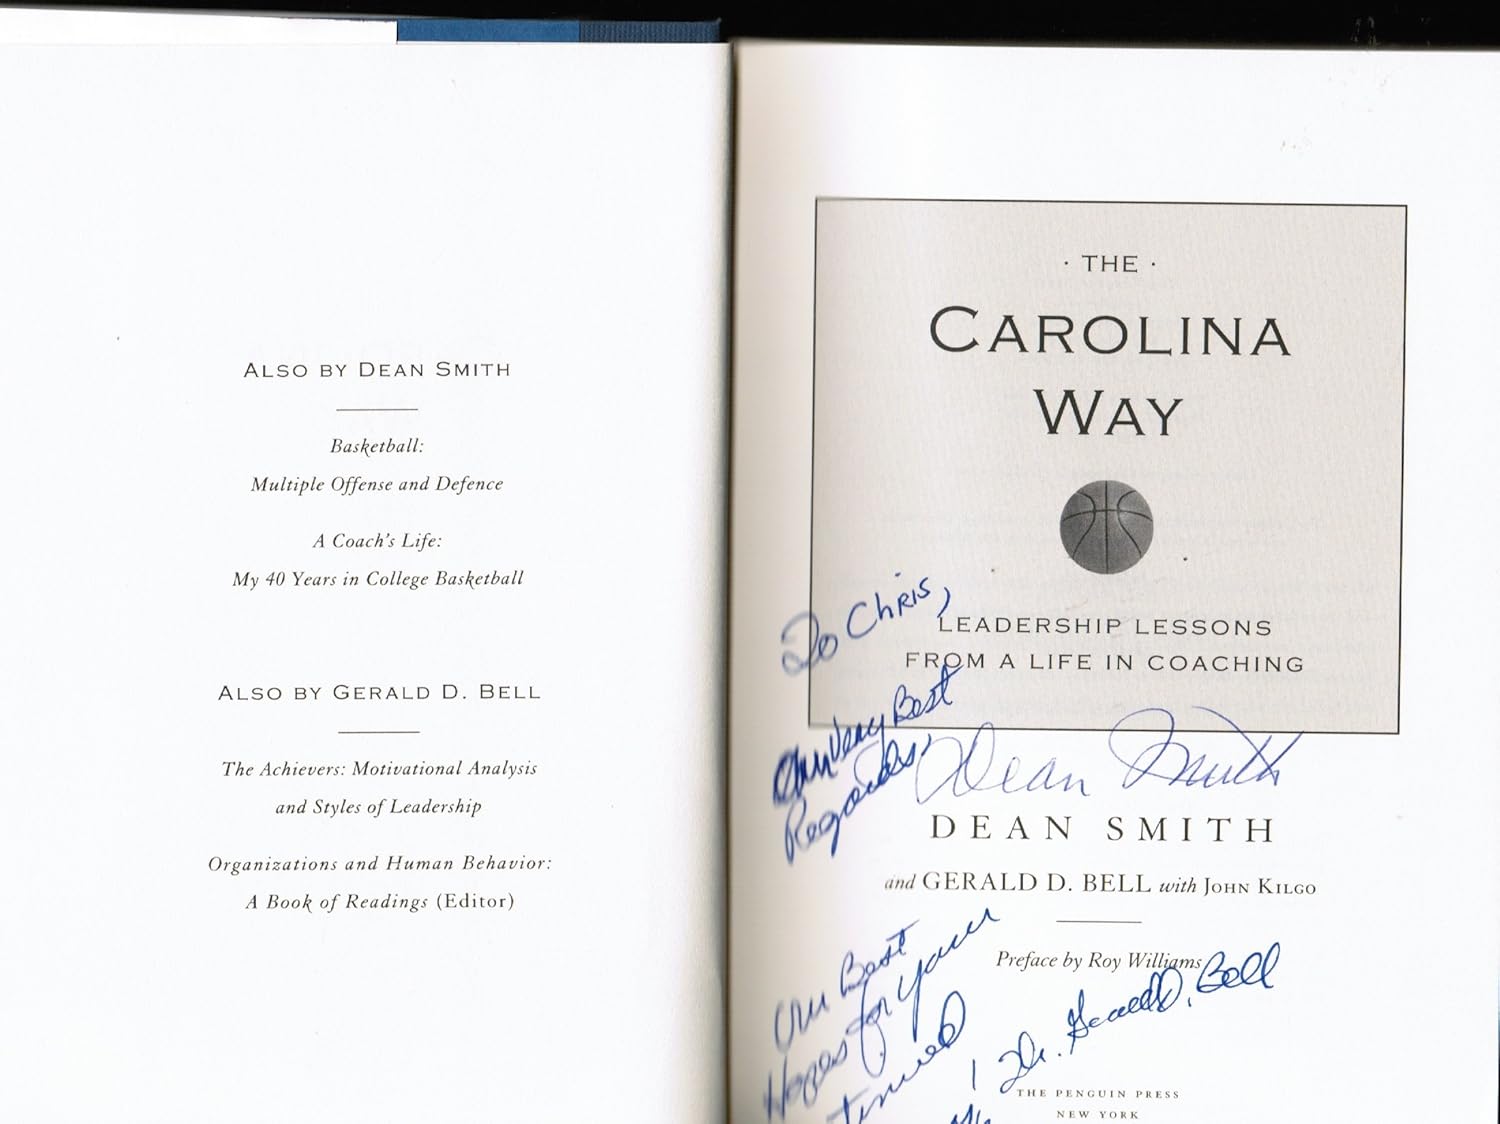 ALSO BY DEAN SMITH
Basketball:
Multiple Offense and Defence
A Coach's Life:
My 40 Years in College Basketball
ALSO BY GERALD D. BELL
The Achievers: Motivational Analysis
and Styles of Leadership
Organizations and Human Behavior:
A Book of Readings (Editor)
· THE ·
CAROLINA
WAY
LEADERSHIP LESSONS
FROM A LIFE IN COACHING
To Chris,
Our Very Best
Regards,
Dean Smith
DEAN SMITH
and GERALD D. BELL with JOHN KILGO
Preface by Roy Williams
Our Best
Hopes for your
Dr. Gerald D. Bell
THE PENGUIN PRESS
NEW YORK